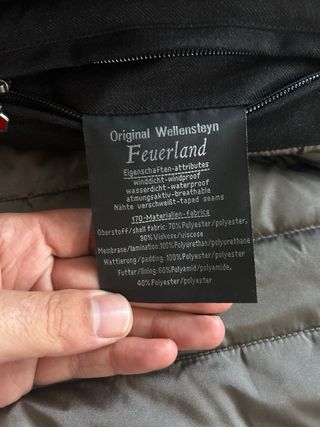 Original Wellensteyn
Feuerland
Eigenschaften-attributes
winddicht-windproof
wasserdicht-waterproof
atmungsaktiv-breathable
Nähte verschweißt-taped seams
170-Materialien-fabrics
Oberstoff/shell fabric: 70% Polyester/polyester,
30% Viskose/viscose
Membrane/lamination:100% Polyurethan/polyurethane
Wattierung/padding: 100% Polyester/polyester
Futter/lining: 60% Polyamid/polyamide,
40% Polyester/polyester